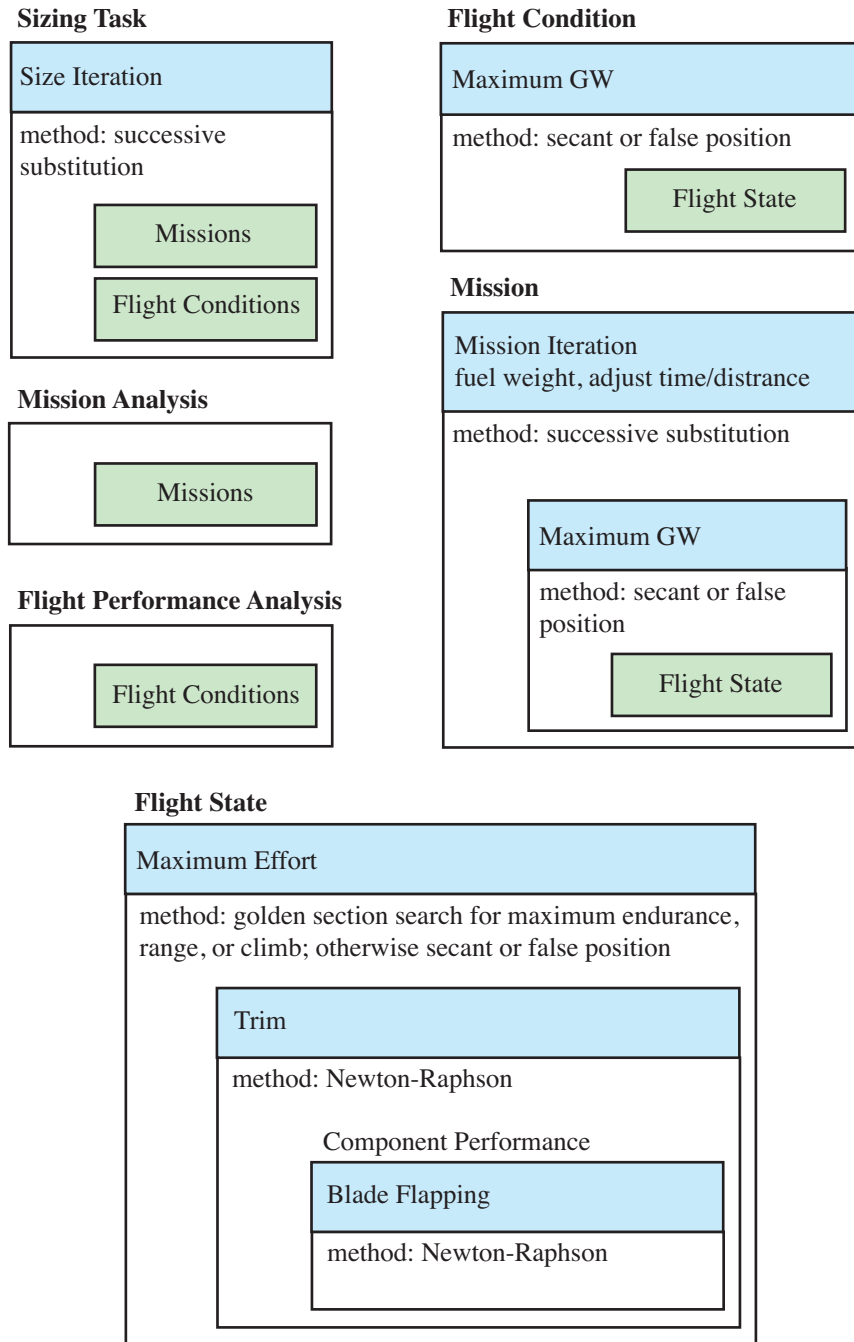 Sizing Task
Size Iteration
method: successive
substitution
Missions
Flight Conditions
Mission Analysis
Missions
Flight Performance Analysis
Flight Conditions
Flight Condition
Maximum GW
method: secant or false position
Flight State
Mission
Mission Iteration
fuel weight, adjust time/distrance
method: successive substitution
Maximum GW
method: secant or false
position
Flight State
Flight State
Maximum Effort
method: golden section search for maximum endurance,
range, or climb; otherwise secant or false position
Trim
method: Newton-Raphson
Component Performance
Blade Flapping
method: Newton-Raphson